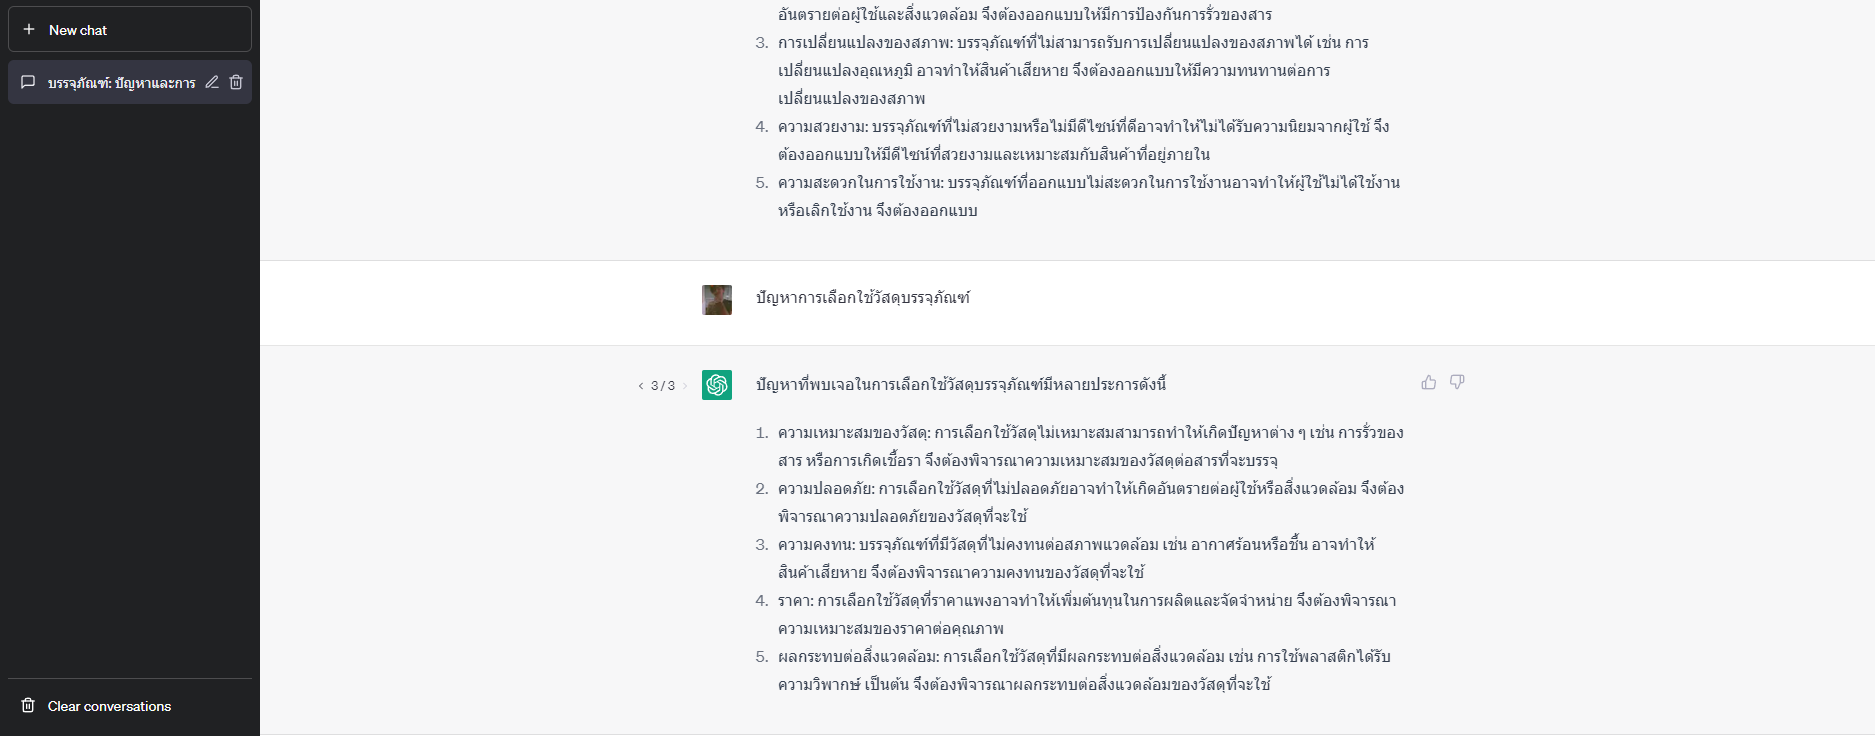 New chat
บรรจุภัณฑ์: ปัญหาและการ
Clear conversations
อันตรายต่อผู้ใช้และสิ่งแวดล้อม จึงต้องออกแบบให้มีการป้องกันการรั่วของสาร
3. การเปลี่ยนแปลงของสภาพ: บรรจุภัณฑ์ที่ไม่สามารถรับการเปลี่ยนแปลงของสภาพได้ เช่น การ
เปลี่ยนแปลงอุณหภูมิ อาจทำให้สินค้าเสียหาย จึงต้องออกแบบให้มีความทนทานต่อการ
เปลี่ยนแปลงของสภาพ
4. ความสวยงาม: บรรจุภัณฑ์ที่ไม่สวยงามหรือไม่มีดีไซน์ที่ดีอาจทำให้ไม่ได้รับความนิยมจากผู้ใช้ จึง
ต้องออกแบบให้มีดีไซน์ที่สวยงามและเหมาะสมกับสินค้าที่อยู่ภายใน
5. ความสะดวกในการใช้งาน: บรรจุภัณฑ์ที่ออกแบบไม่สะดวกในการใช้งานอาจทำให้ผู้ใช้ไม่ได้ใช้งาน
หรือเลิกใช้งาน จึงต้องออกแบบ
ปัญหาการเลือกใช้วัสดุบรรจุภัณฑ์
< 3 / 3 >
ปัญหาที่พบเจอในการเลือกใช้วัสดุบรรจุภัณฑ์มีหลายประการดังนี้
1. ความเหมาะสมของวัสดุ: การเลือกใช้วัสดุไม่เหมาะสมสามารถทำให้เกิดปัญหาต่าง ๆ เช่น การรั่วของ
สาร หรือการเกิดเชื้อรา จึงต้องพิจารณาความเหมาะสมของวัสดุต่อสารที่จะบรรจุ
2. ความปลอดภัย: การเลือกใช้วัสดุที่ไม่ปลอดภัยอาจทำให้เกิดอันตรายต่อผู้ใช้หรือสิ่งแวดล้อม จึงต้อง
พิจารณาความปลอดภัยของวัสดุที่จะใช้
3. ความคงทน: บรรจุภัณฑ์ที่มีวัสดุที่ไม่คงทนต่อสภาพแวดล้อม เช่น อากาศร้อนหรือชื้น อาจทำให้
สินค้าเสียหาย จึงต้องพิจารณาความคงทนของวัสดุที่จะใช้
4. ราคา: การเลือกใช้วัสดุที่ราคาแพงอาจทำให้เพิ่มต้นทุนในการผลิตและจัดจำหน่าย จึงต้องพิจารณา
ความเหมาะสมของราคาต่อคุณภาพ
5. ผลกระทบต่อสิ่งแวดล้อม: การเลือกใช้วัสดุที่มีผลกระทบต่อสิ่งแวดล้อม เช่น การใช้พลาสติกได้รับ
ความวิพากษ์ เป็นต้น จึงต้องพิจารณาผลกระทบต่อสิ่งแวดล้อมของวัสดุที่จะใช้